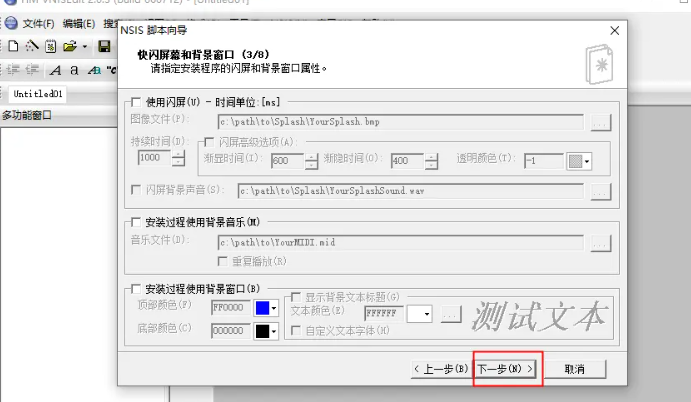 文件(F) 编辑(E)
NSIS 脚本向导
快闪屏幕和背景窗口 (3/8)
请指定安装程序的闪屏和背景窗口属性。
Untitled01
多功能窗口
使用闪屏(U) - 时间单位:[ms]
图像文件(P): c:\path\to\Splash\YourSplash.bmp ...
持续时间(D): 闪屏高级选项(A):
1000 渐显时间(I): 600 渐隐时间(O): 400 透明颜色(T): -1
闪屏背景声音(S): c:\path\to\Splash\YourSplashSound.wav ...
安装过程使用背景音乐(M)
音乐文件(D): c:\path\to\YourMIDI.mid ...
重复播放(R)
安装过程使用背景窗口(B)
顶部颜色(F) FF0000 显示背景文本标题(G)
文本颜色(E) FFFFFF ... 测试文本
底部颜色(C) 000000 自定义文本字体(H)
< 上一步(B) 下一步(N) > 取消